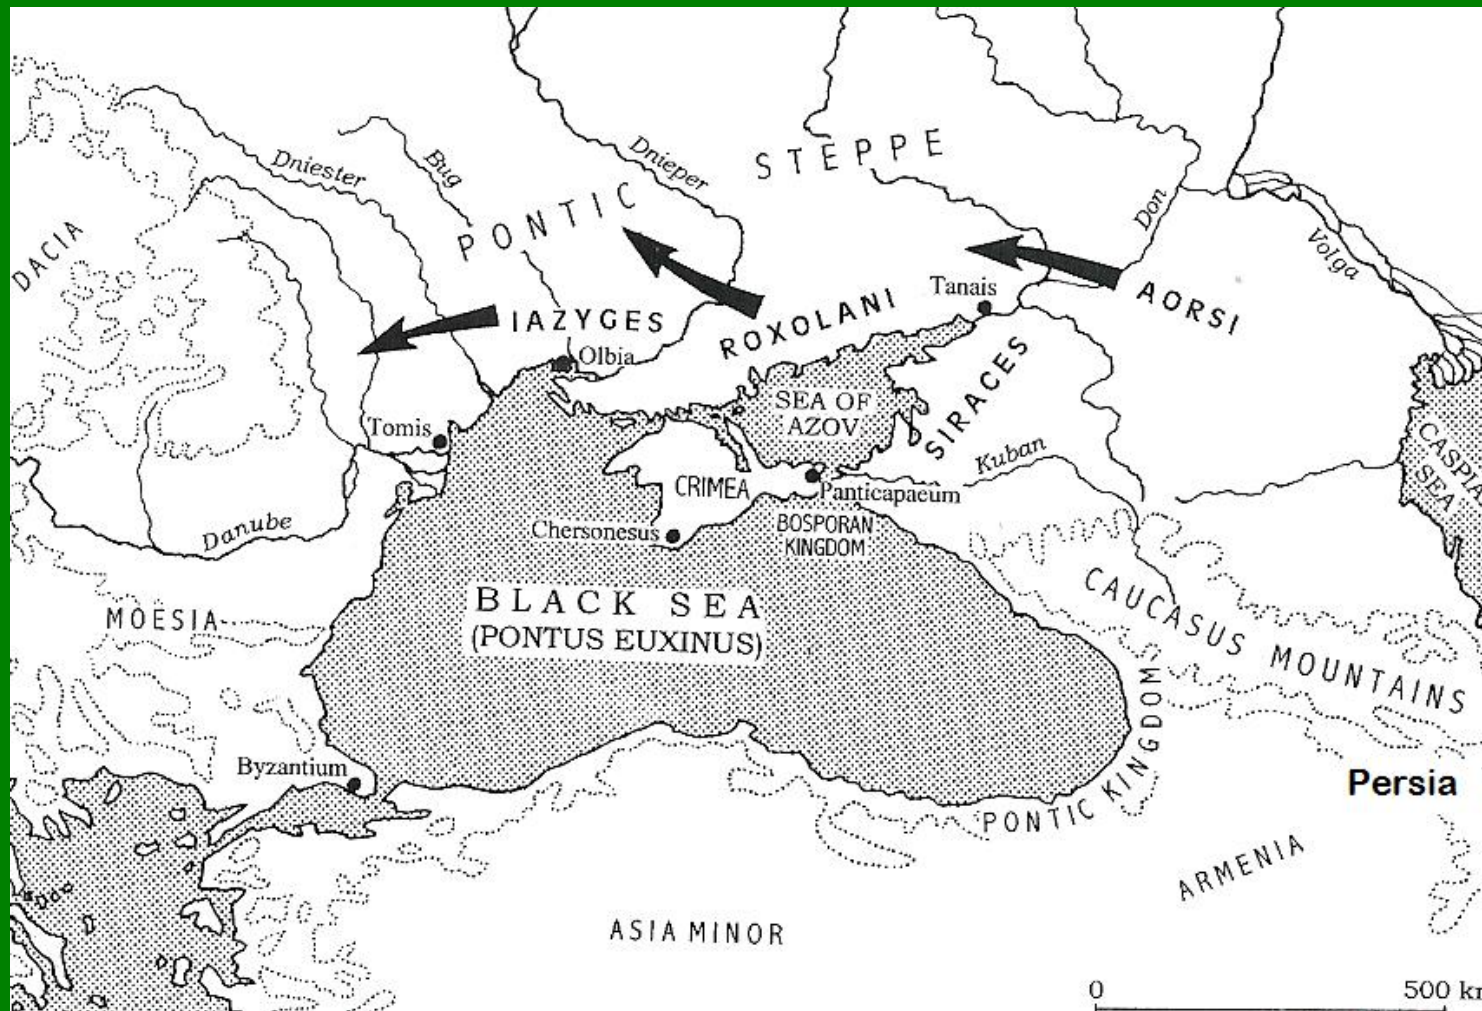 STEPPE
Dnieper
Bug
Dniester
PONTIC
Don
Volga
DACIA
AORSI
Tanais
IAZYGES
ROXOLANI
Olbia
SIRACES
SEA OF
AZOV
Tomis
Kuban
CASPIA
SEA
CRIMEA
Panticapaeum
Danube
Chersonesus
BOSPORAN
KINGDOM
CAUCASUS MOUNTAINS
BLACK SEA
(PONTUS EUXINUS)
MOESIA
Byzantium
PONTIC KINGDOM
Persia
ARMENIA
ASIA MINOR
0 500 km